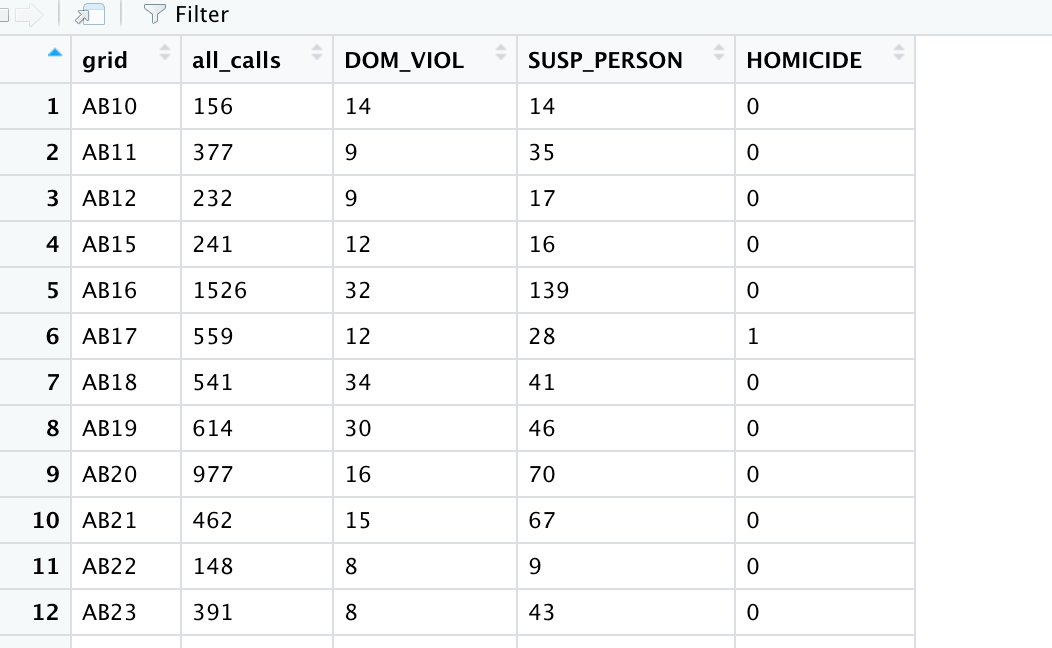 Filter
grid all_calls DOM_VIOL SUSP_PERSON HOMICIDE
1 AB10 156 14 14 0
2 AB11 377 9 35 0
3 AB12 232 9 17 0
4 AB15 241 12 16 0
5 AB16 1526 32 139 0
6 AB17 559 12 28 1
7 AB18 541 34 41 0
8 AB19 614 30 46 0
9 AB20 977 16 70 0
10 AB21 462 15 67 0
11 AB22 148 8 9 0
12 AB23 391 8 43 0